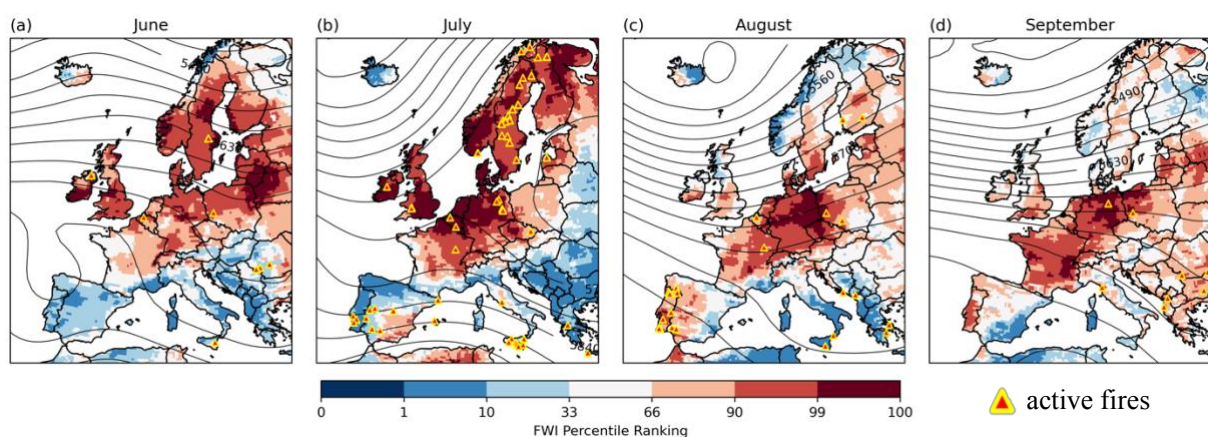 (a) June
(b) July
(c) August
(d) September
5560
5490
5630
0 1 10 33 66 90 99 100
FWI Percentile Ranking
active fires